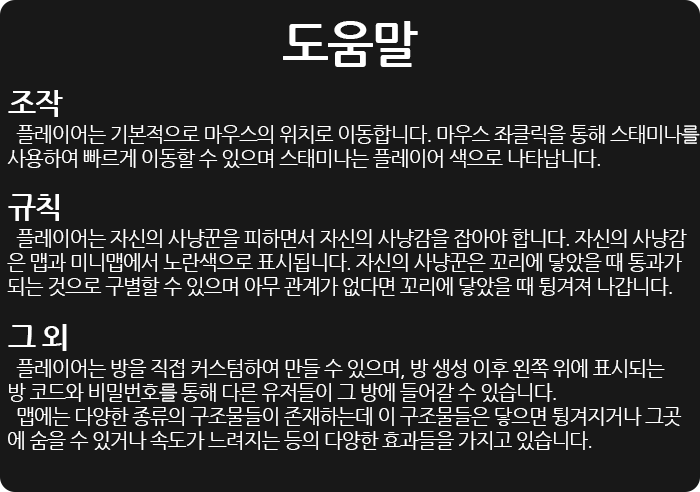 도움말
조작
플레이어는 기본적으로 마우스의 위치로 이동합니다. 마우스 좌클릭을 통해 스태미나를
사용하여 빠르게 이동할 수 있으며 스태미나는 플레이어 색으로 나타납니다.
규칙
플레이어는 자신의 사냥꾼을 피하면서 자신의 사냥감을 잡아야 합니다. 자신의 사냥감
은 맵과 미니맵에서 노란색으로 표시됩니다. 자신의 사냥꾼은 꼬리에 닿았을 때 통과가
되는 것으로 구별할 수 있으며 아무 관계가 없다면 꼬리에 닿았을 때 튕겨져 나갑니다.
그 외
플레이어는 방을 직접 커스텀하여 만들 수 있으며, 방 생성 이후 왼쪽 위에 표시되는
방 코드와 비밀번호를 통해 다른 유저들이 그 방에 들어갈 수 있습니다.
맵에는 다양한 종류의 구조물들이 존재하는데 이 구조물들은 닿으면 튕겨지거나 그곳
에 숨을 수 있거나 속도가 느려지는 등의 다양한 효과들을 가지고 있습니다.